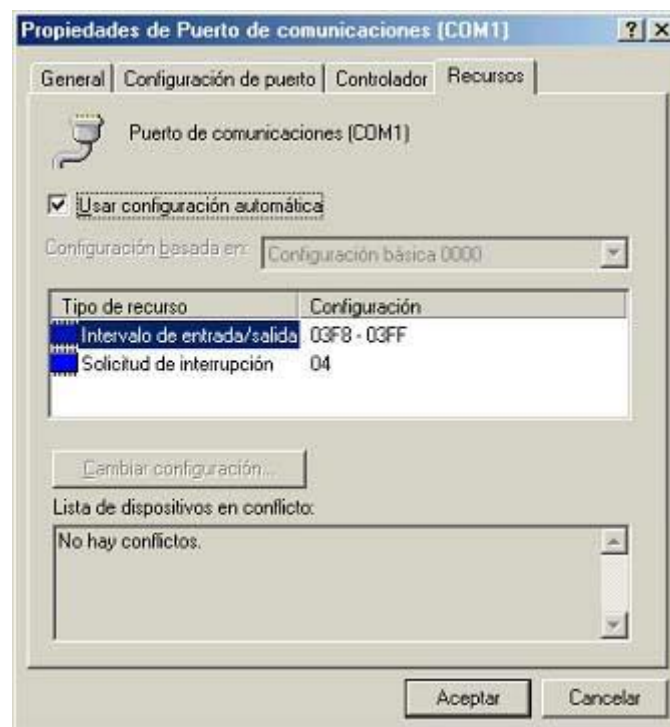 Propiedades de Puerto de comunicaciones (COM1)
General Configuración de puerto Controlador Recursos
Puerto de comunicaciones (COM1)
Usar configuración automática
Configuración basada en: Configuración básica 0000
Tipo de recurso Configuración
Intervalo de entrada/salida 03F8 - 03FF
Solicitud de interrupción 04
Cambiar configuración...
Lista de dispositivos en conflicto:
No hay conflictos.
Aceptar Cancelar